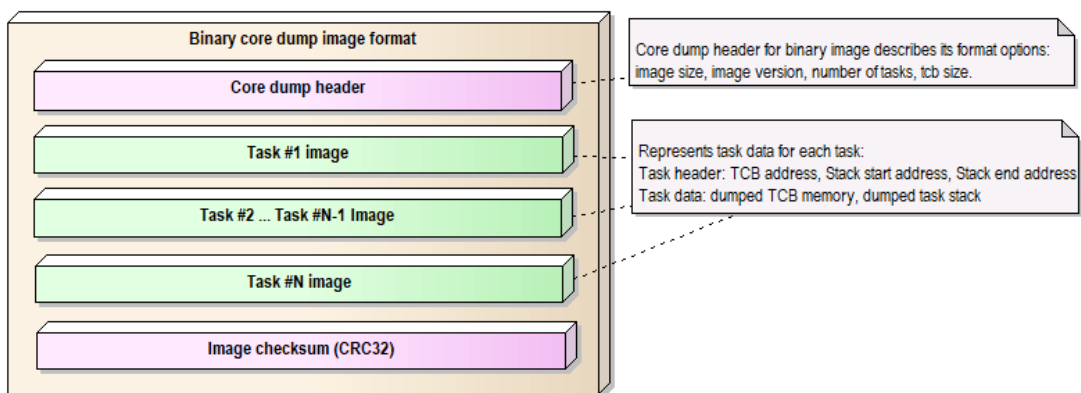 Binary core dump image format
Core dump header
Task #1 image
Task #2 ... Task #N-1 Image
Task #N image
Image checksum (CRC32)
Core dump header for binary image describes its format options:
image size, image version, number of tasks, tcb size.
Represents task data for each task:
Task header: TCB address, Stack start address, Stack end address
Task data: dumped TCB memory, dumped task stack